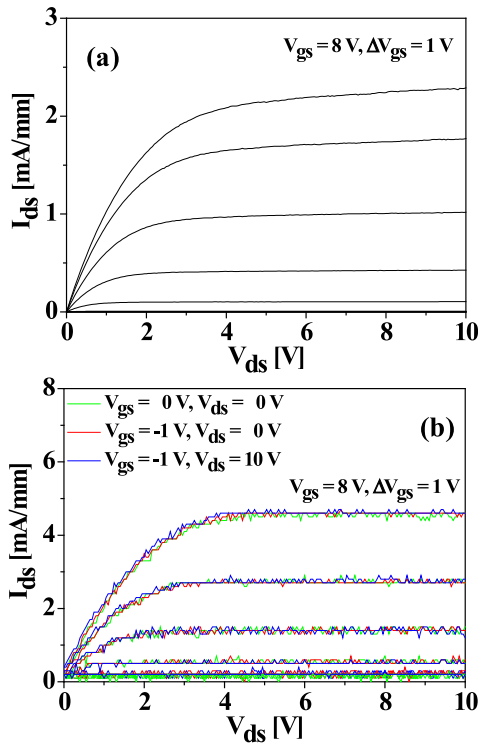 (a)
V_gs = 8 V, ΔV_gs = 1 V
I_ds [mA/mm]
3
2
1
0
0 2 4 6 8 10
V_ds [V]
(b)
V_gs = 0 V, V_ds = 0 V
V_gs = -1 V, V_ds = 0 V
V_gs = -1 V, V_ds = 10 V
V_gs = 8 V, ΔV_gs = 1 V
I_ds [mA/mm]
8
6
4
2
0
0 2 4 6 8 10
V_ds [V]